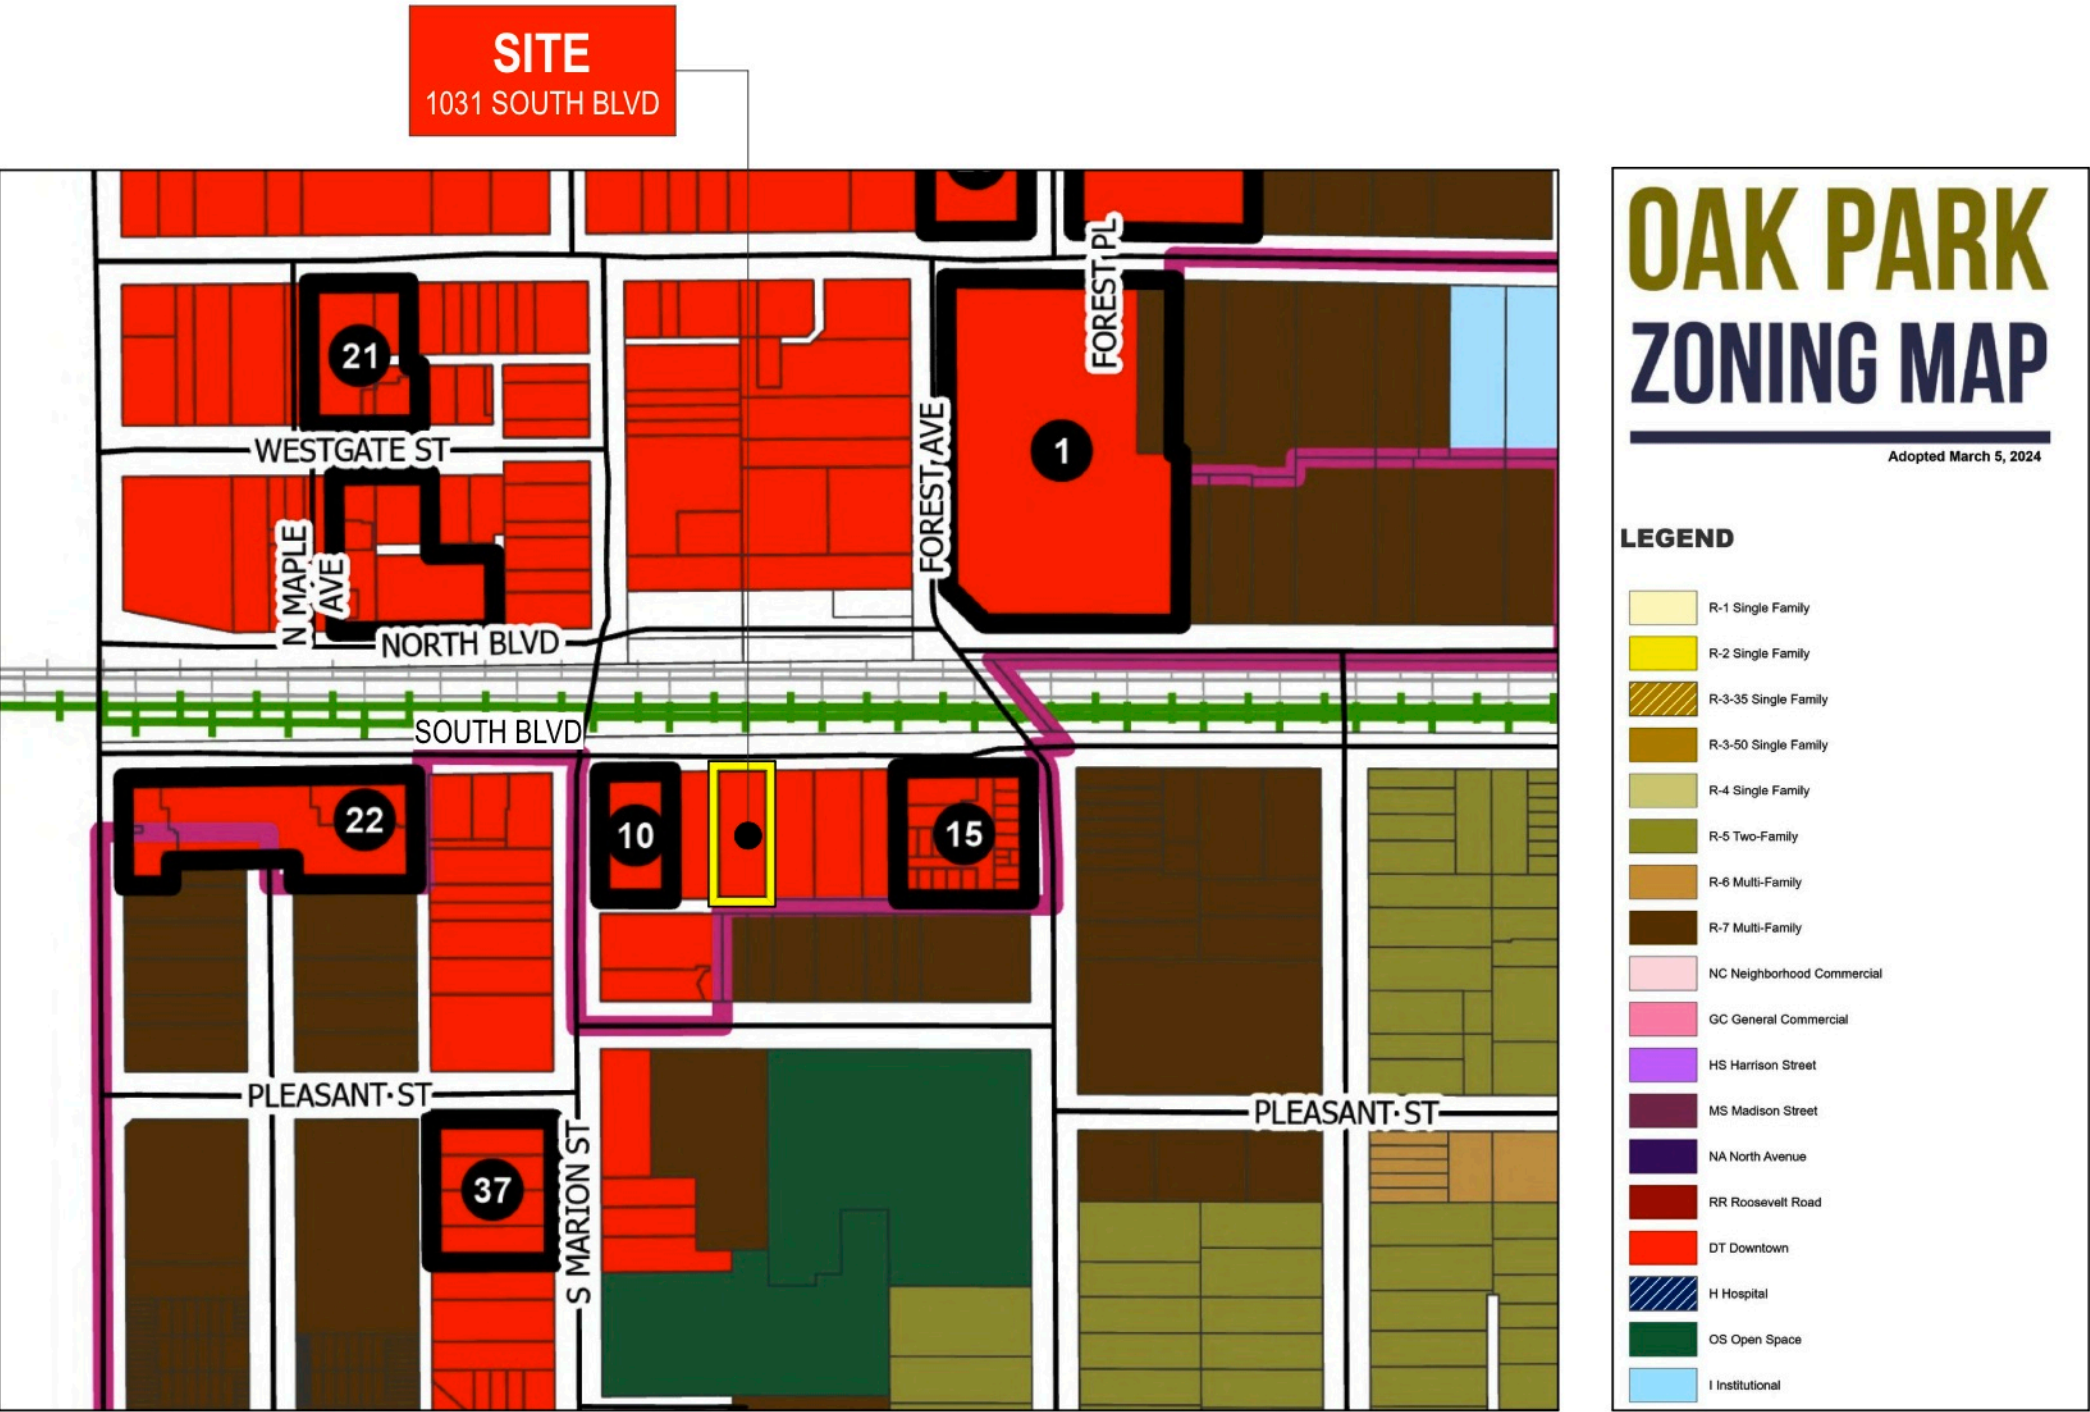 SITE
1031 SOUTH BLVD
OAK PARK
ZONING MAP
Adopted March 5, 2024
LEGEND
R-1 Single Family
R-2 Single Family
R-3-35 Single Family
R-3-50 Single Family
R-4 Single Family
R-5 Two-Family
R-6 Multi-Family
R-7 Multi-Family
NC Neighborhood Commercial
GC General Commercial
HS Harrison Street
MS Madison Street
NA North Avenue
RR Roosevelt Road
DT Downtown
H Hospital
OS Open Space
I Institutional
FOREST PL
21
WESTGATE ST
FOREST AVE
1
N MAPLE
AVE
NORTH BLVD
SOUTH BLVD
22
10
15
PLEASANT ST
PLEASANT ST
37
S MARION ST